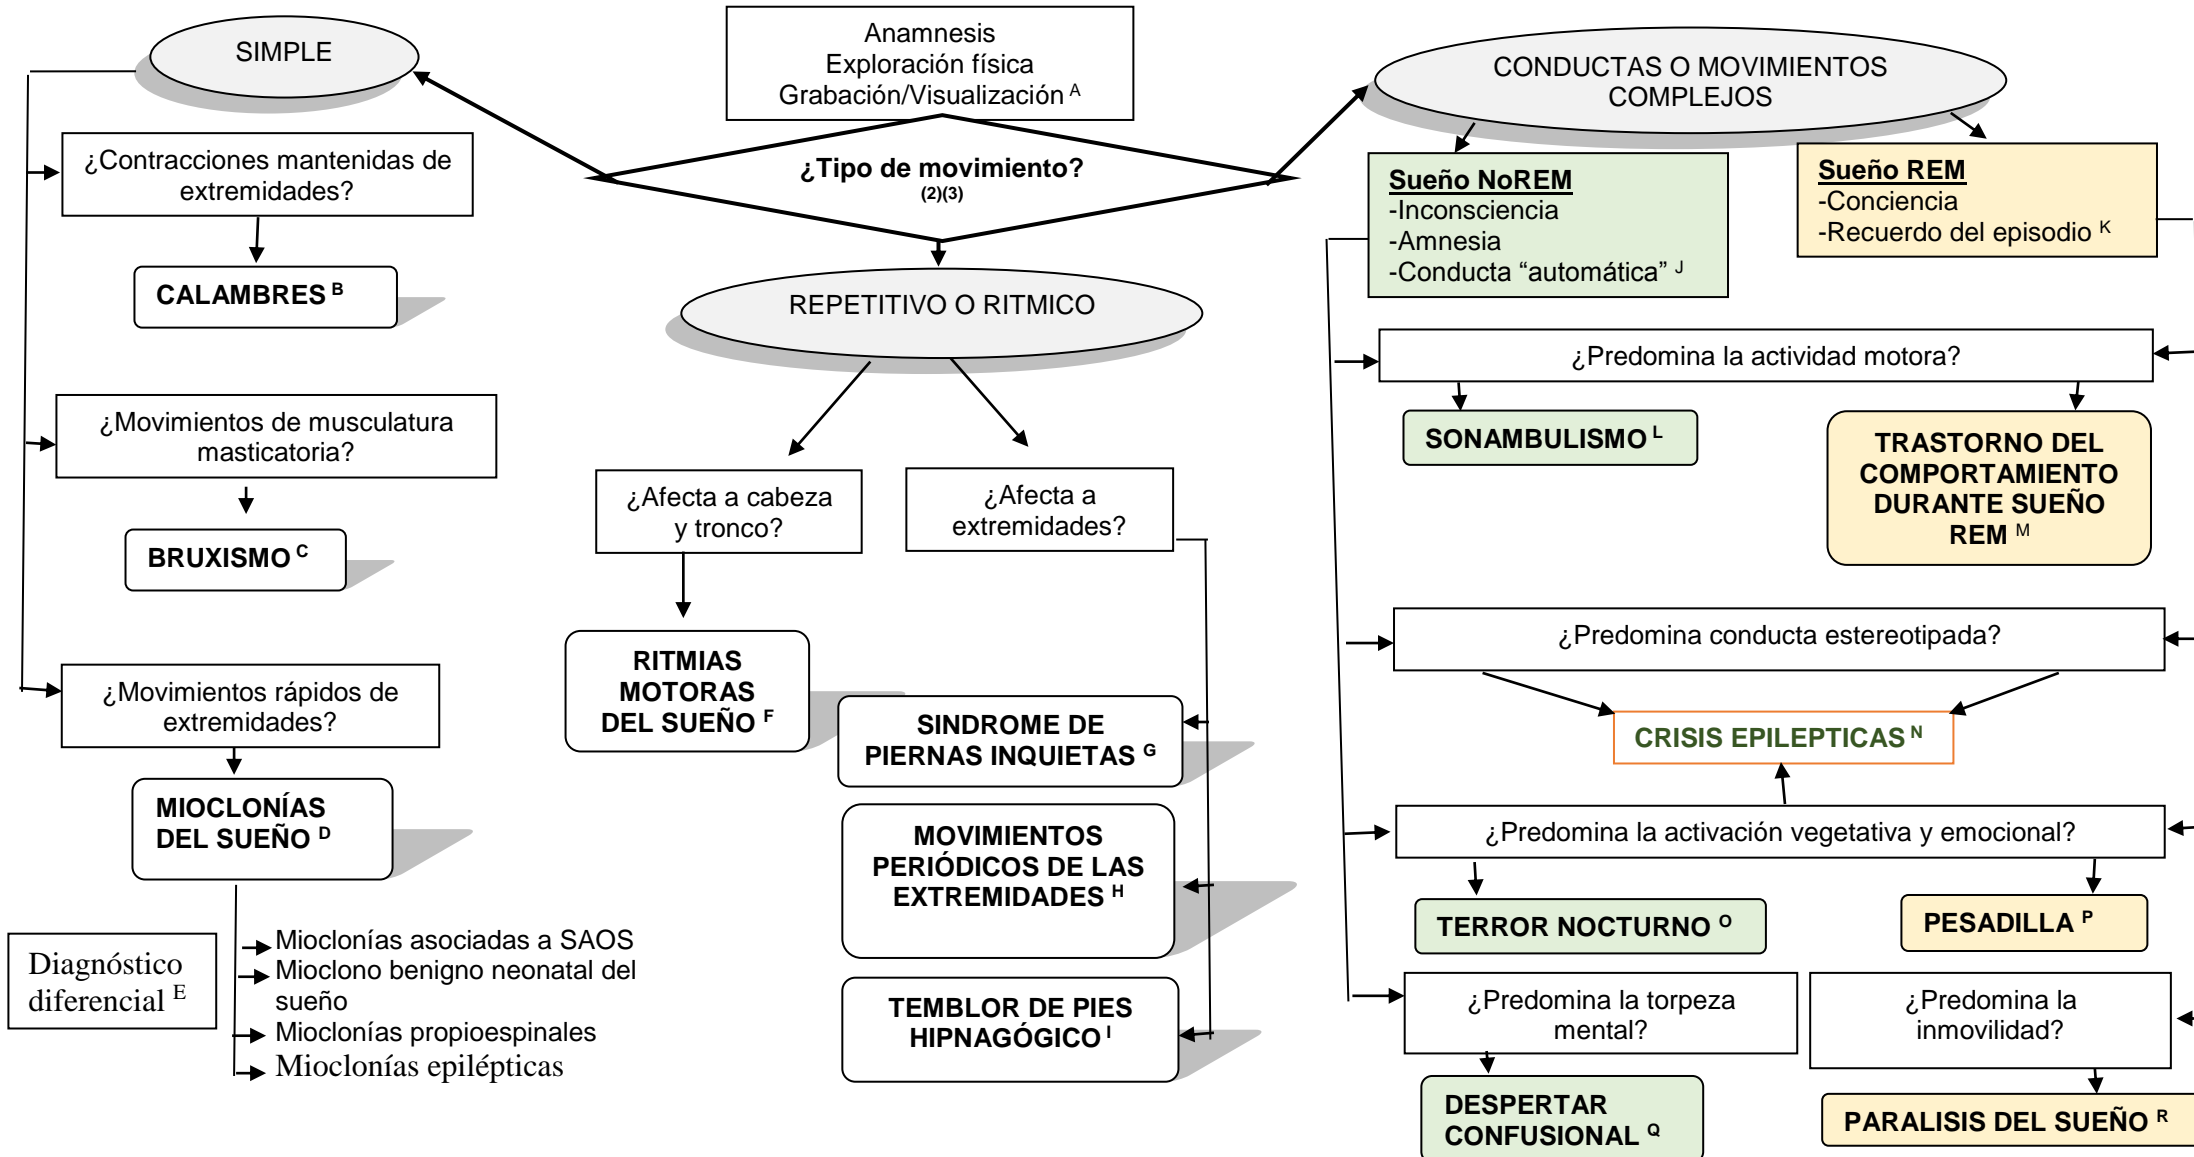 Anamnesis
Exploración física
Grabación/Visualización A
¿Tipo de movimiento?
(2)(3)
SIMPLE
¿Contracciones mantenidas de
extremidades?
CALAMBRES B
¿Movimientos de musculatura
masticatoria?
BRUXISMO C
¿Movimientos rápidos de
extremidades?
MIOCLONÍAS
DEL SUEÑO D
Diagnóstico
diferencial E
Mioclonías asociadas a SAOS
Mioclono benigno neonatal del
sueño
Mioclonías propioespinales
Mioclonías epilépticas
REPETITIVO O RITMICO
¿Afecta a cabeza
y tronco?
RITMIAS
MOTORAS
DEL SUEÑO F
¿Afecta a
extremidades?
SINDROME DE
PIERNAS INQUIETAS G
MOVIMIENTOS
PERIÓDICOS DE LAS
EXTREMIDADES H
TEMBLOR DE PIES
HIPNAGÓGICO I
CONDUCTAS O MOVIMIENTOS
COMPLEJOS
Sueño NoREM
-Inconsciencia
-Amnesia
-Conducta “automática” J
Sueño REM
-Conciencia
-Recuerdo del episodio K
¿Predomina la actividad motora?
SONAMBULISMO L
TRASTORNO DEL
COMPORTAMIENTO
DURANTE SUEÑO
REM M
¿Predomina conducta estereotipada?
CRISIS EPILEPTICAS N
¿Predomina la activación vegetativa y emocional?
TERROR NOCTURNO O
PESADILLA P
¿Predomina la torpeza
mental?
DESPERTAR
CONFUSIONAL Q
¿Predomina la
inmovilidad?
PARALISIS DEL SUEÑO R